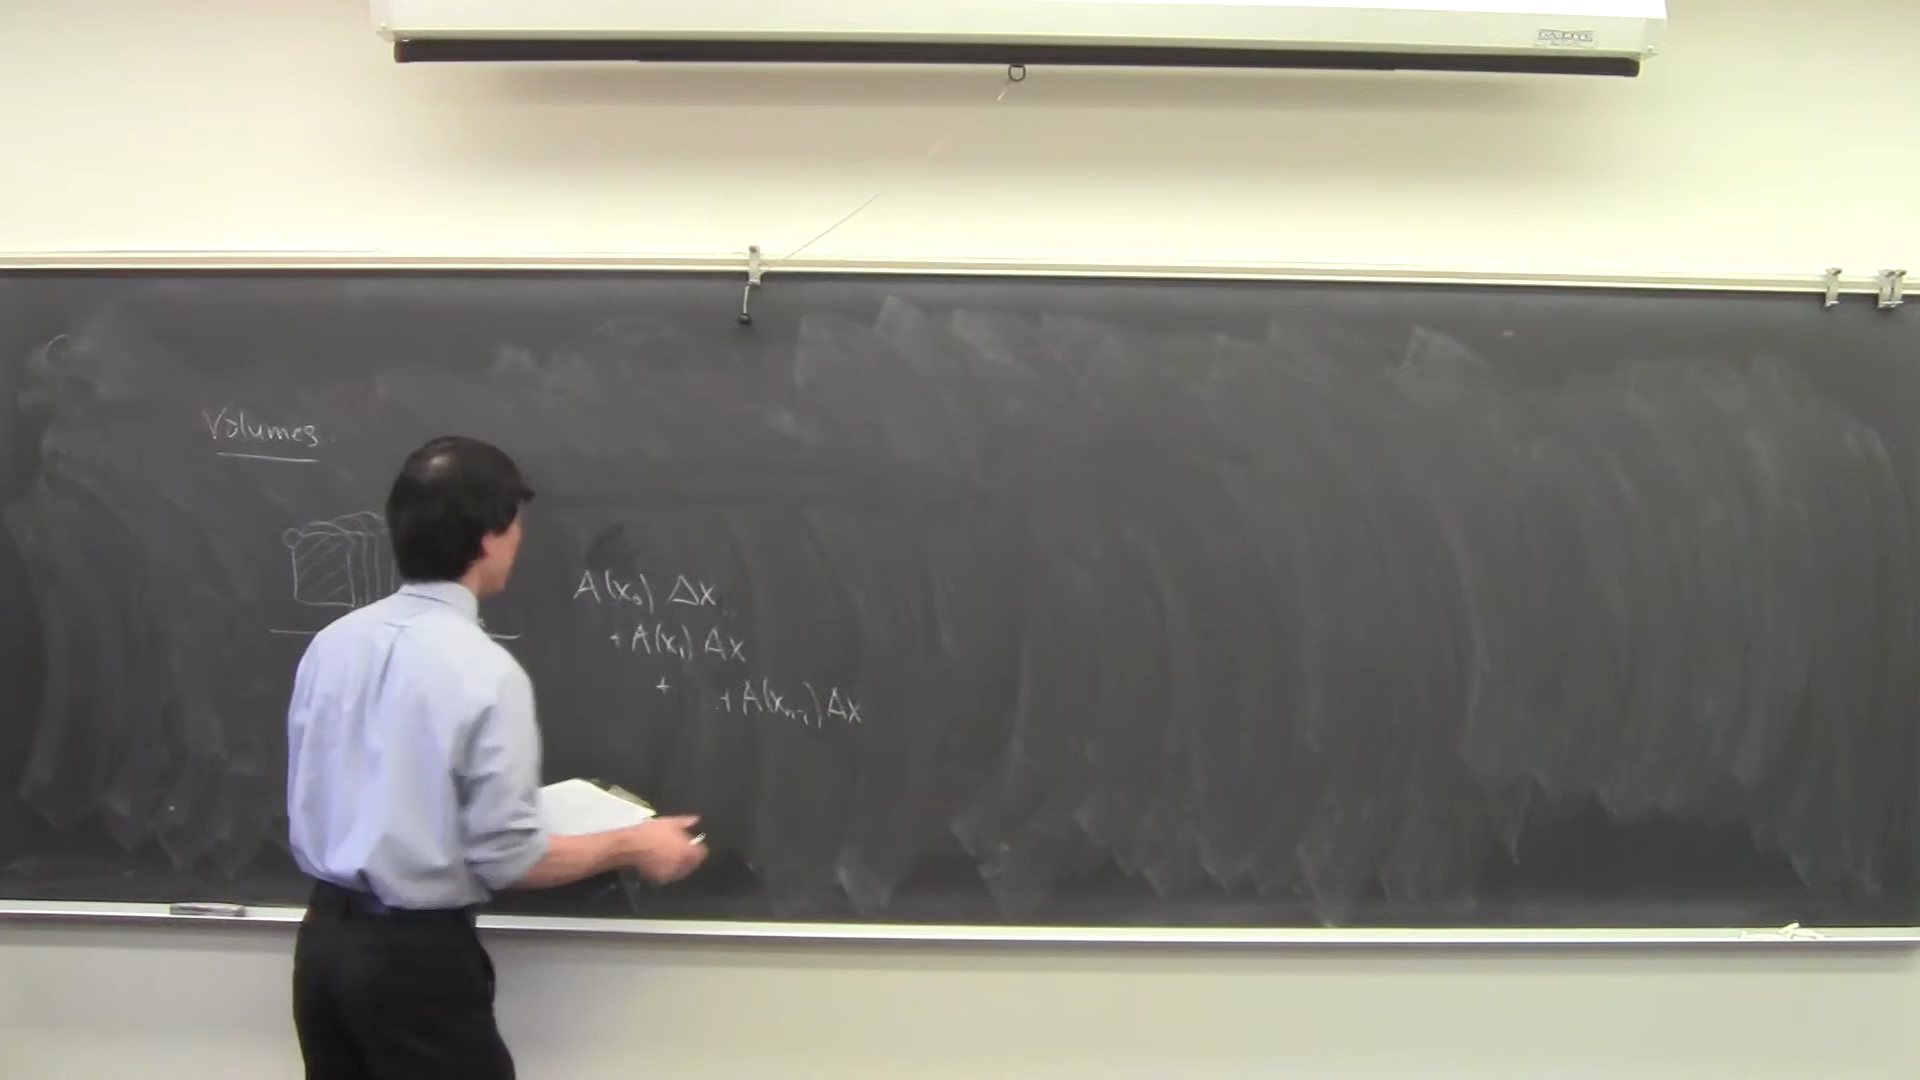 Volumes
A(x₀) Δx
+ A(x₁) Δx
+ + A(xₙ₋₁) Δx